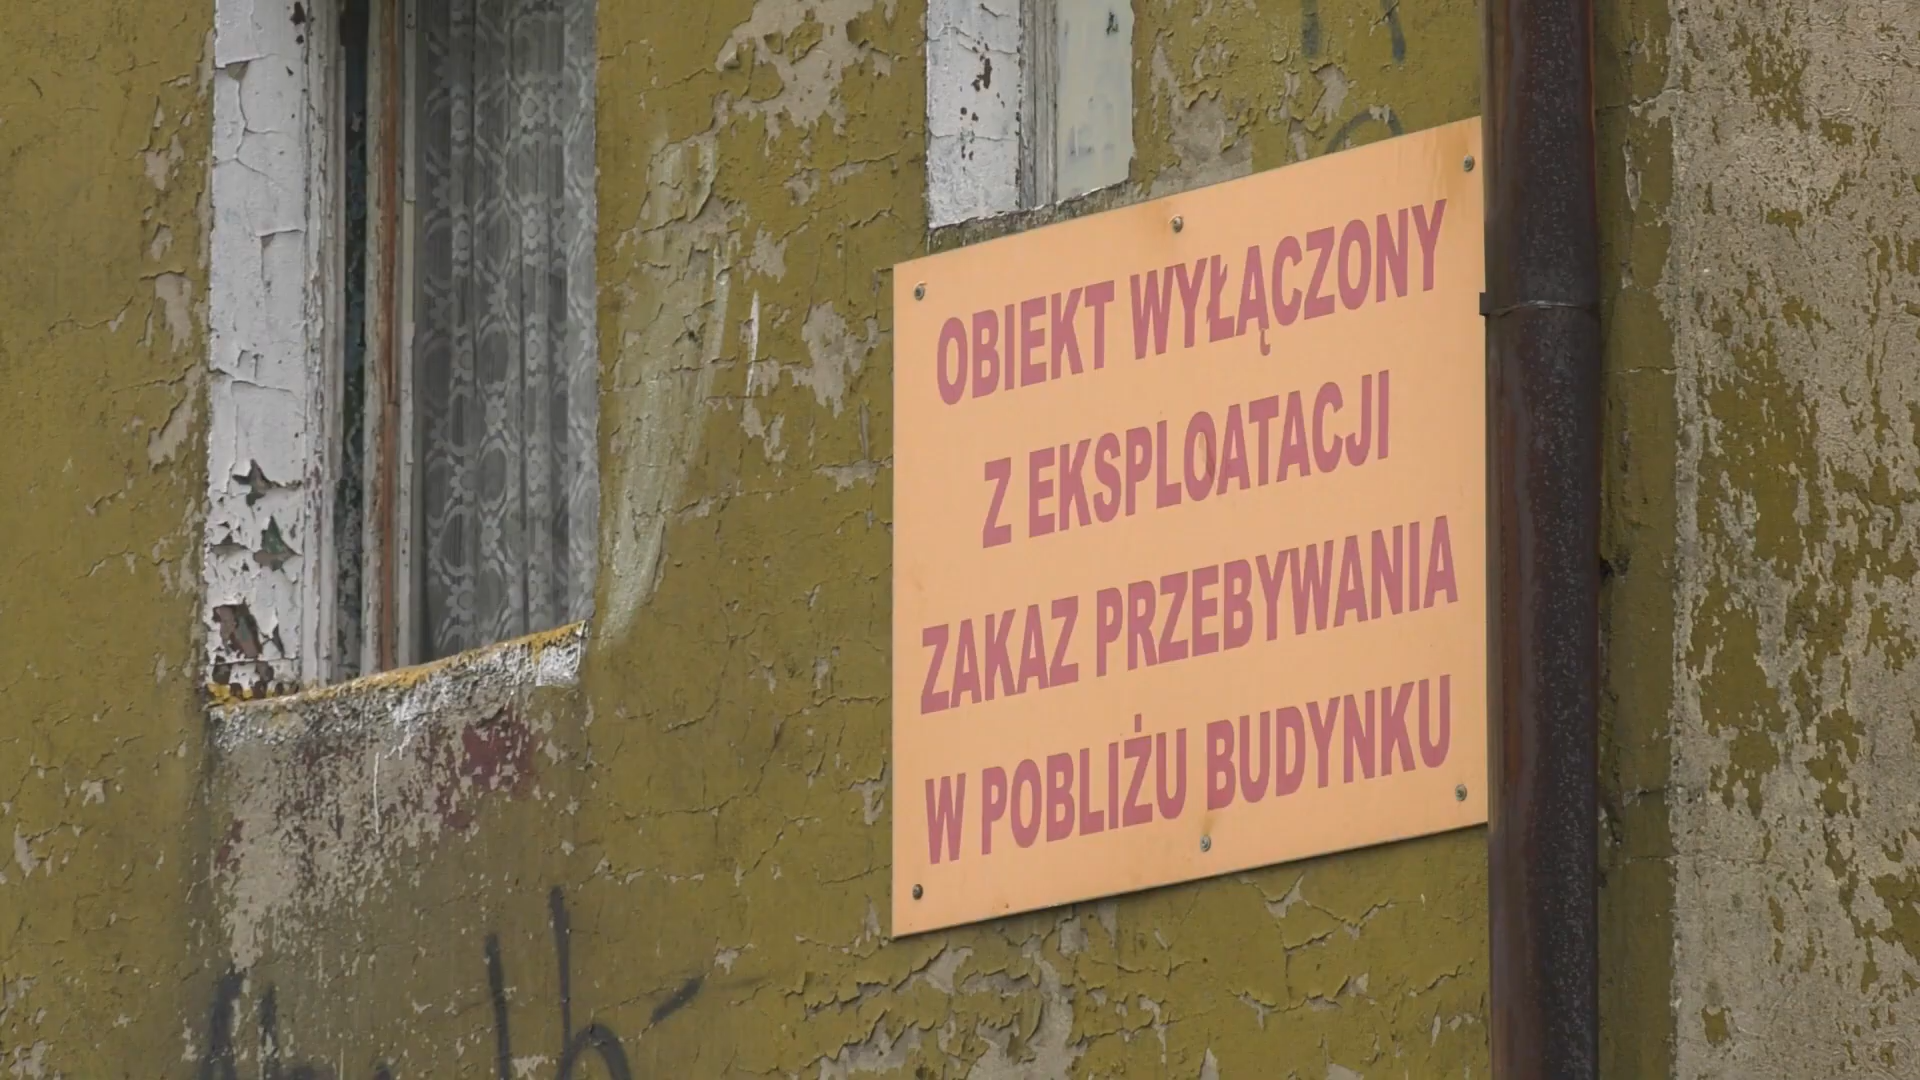 OBIEKT WYŁĄCZONY
Z EKSPLOATACJI
ZAKAZ PRZEBYWANIA
W POBLIŻU BUDYNKU